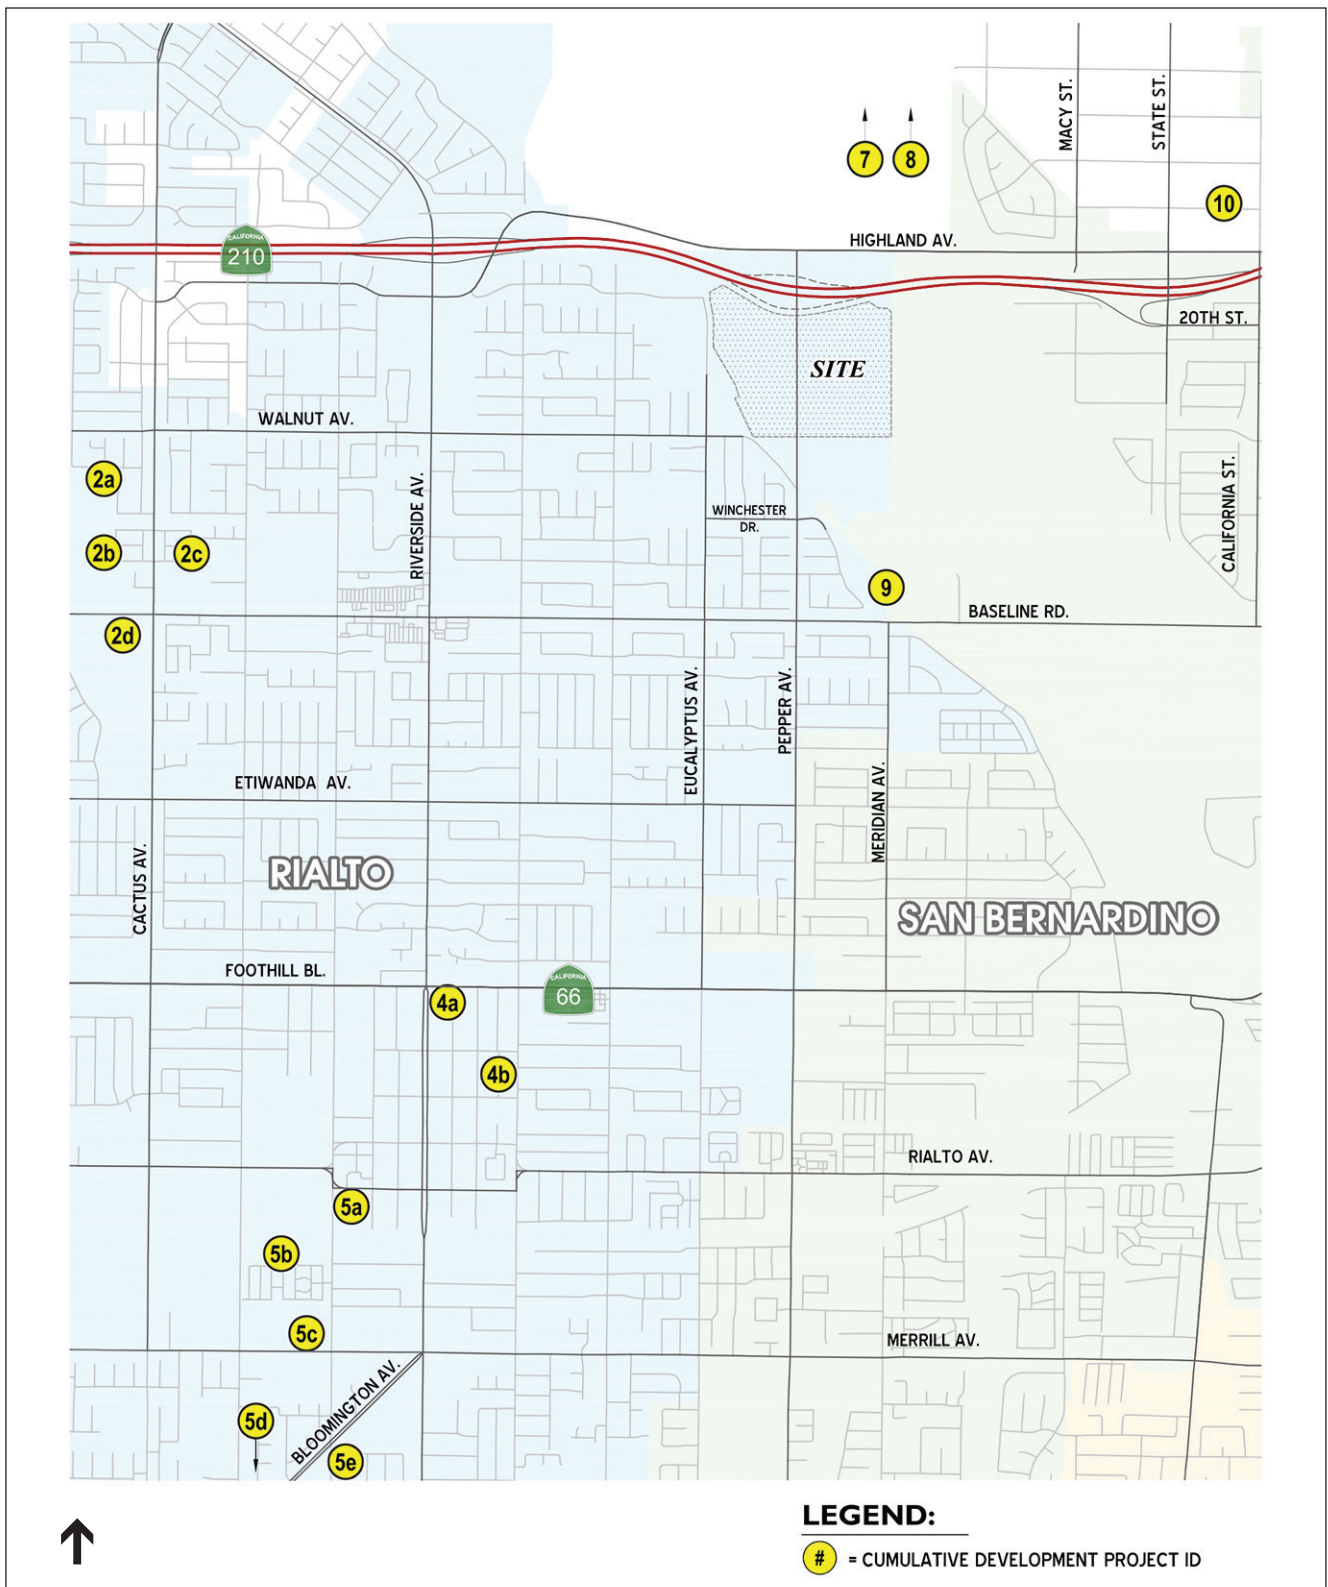 MACY ST.
STATE ST.
7
8
10
HIGHLAND AV.
CALIFORNIA
210
20TH ST.
SITE
WALNUT AV.
2a
RIVERSIDE AV.
CALIFORNIA ST.
WINCHESTER
DR.
2b
2c
9
BASELINE RD.
2d
EUCALYPTUS AV.
PEPPER AV.
ETIWANDA AV.
MERIDIAN AV.
CACTUS AV.
RIALTO
SAN BERNARDINO
FOOTHILL BL.
CALIFORNIA
66
4a
4b
RIALTO AV.
5a
5b
5c
MERRILL AV.
BLOOMINGTON AV.
5d
5e
LEGEND:
# = CUMULATIVE DEVELOPMENT PROJECT ID